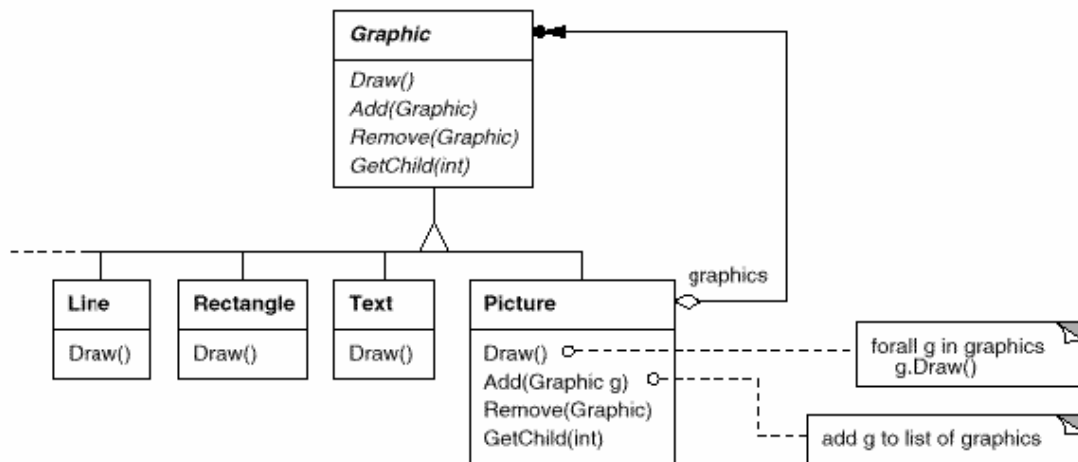 Graphic
Draw()
Add(Graphic)
Remove(Graphic)
GetChild(int)
graphics
Line
Draw()
Rectangle
Draw()
Text
Draw()
Picture
Draw()
Add(Graphic g)
Remove(Graphic)
GetChild(int)
forall g in graphics
g.Draw()
add g to list of graphics